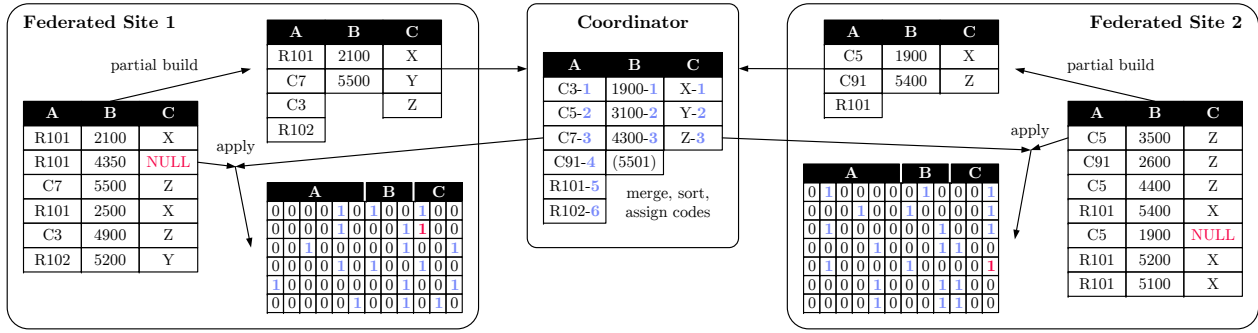 Federated Site 1
A B C
R101 2100 X
C7 5500 Y
C3 Z
R102
partial build
A B C
R101 2100 X
R101 4350 NULL
C7 5500 Z
R101 2500 X
C3 4900 Z
R102 5200 Y
apply
A B C
0 0 0 0 1 0 1 0 0 1 0 0
0 0 0 0 1 0 0 0 1 1 0 0
0 0 1 0 0 0 0 0 1 0 0 1
0 0 0 0 1 0 1 0 0 1 0 0
1 0 0 0 0 0 0 0 1 0 0 1
0 0 0 0 0 1 0 0 1 0 1 0
Coordinator
A B C
C3-1 1900-1 X-1
C5-2 3100-2 Y-2
C7-3 4300-3 Z-3
C91-4 (5501)
R101-5
R102-6
merge, sort,
assign codes
Federated Site 2
A B C
C5 1900 X
C91 5400 Z
R101
partial build
A B C
C5 3500 Z
C91 2600 Z
C5 4400 Z
R101 5400 X
C5 1900 NULL
R101 5200 X
R101 5100 X
apply
A B C
0 1 0 0 0 0 0 1 0 0 0 1
0 0 0 1 0 0 1 0 0 0 0 1
0 1 0 0 0 0 0 0 1 0 0 1
0 0 0 0 1 0 0 0 1 1 0 0
0 1 0 0 0 0 1 0 0 0 0 1
0 0 0 0 1 0 0 0 1 1 0 0
0 0 0 0 1 0 0 0 1 1 0 0